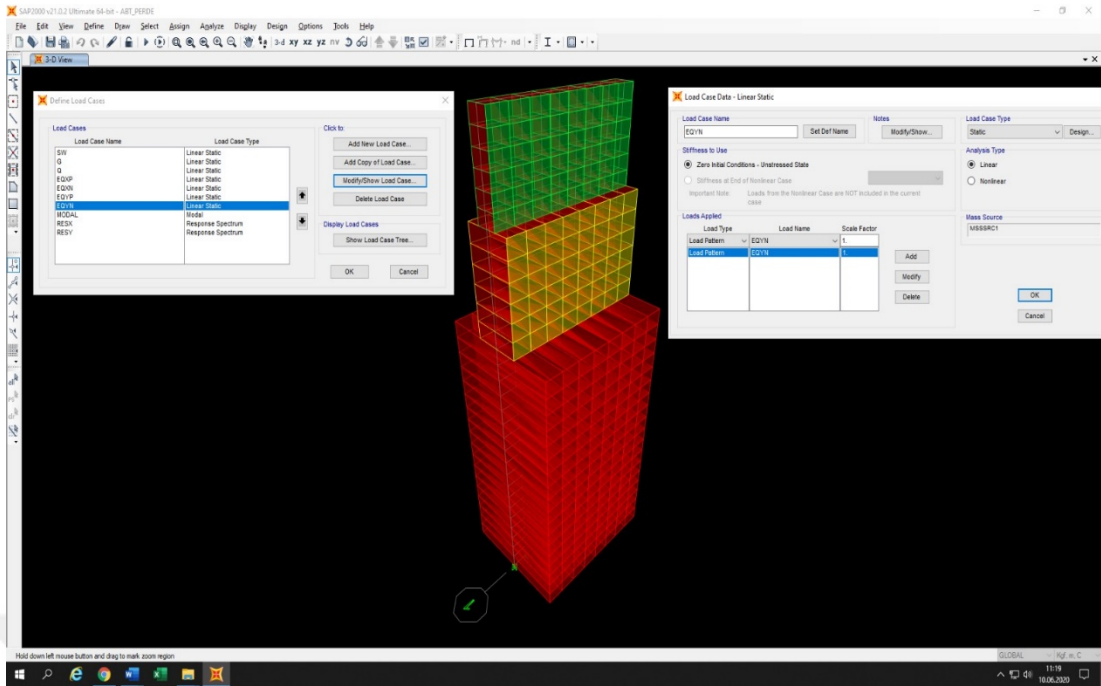 SAP2000 v21.0.2 Ultimate 64-bit - ABT_PERDE
File Edit View Define Draw Select Assign Analyze Display Design Options Tools Help
3-d xy xz yz nv
nd
3-D View
Define Load Cases
Load Cases
Load Case Name Load Case Type
SW Linear Static
G Linear Static
Q Linear Static
EQXP Linear Static
EQXN Linear Static
EQYP Linear Static
EQYN Linear Static
MODAL Modal
RESX Response Spectrum
RESY Response Spectrum
Click to:
Add New Load Case...
Add Copy of Load Case...
Modify/Show Load Case...
Delete Load Case
Display Load Cases
Show Load Case Tree...
OK Cancel
Load Case Data - Linear Static
Load Case Name
EQYN Set Def Name
Notes
Modify/Show...
Load Case Type
Static Design...
Stiffness to Use
Zero Initial Conditions - Unstressed State
Stiffness at End of Nonlinear Case
Important Note: Loads from the Nonlinear Case are NOT included in the current case
Analysis Type
Linear
Nonlinear
Loads Applied
Load Type Load Name Scale Factor
Load Pattern EQYN 1.
Load Pattern EQYN 1.
Add
Modify
Delete
Mass Source
MSSSRC1
OK
Cancel
Hold down left mouse button and drag to mark zoom region
GLOBAL Kgf, m, C
11:19
10.06.2020